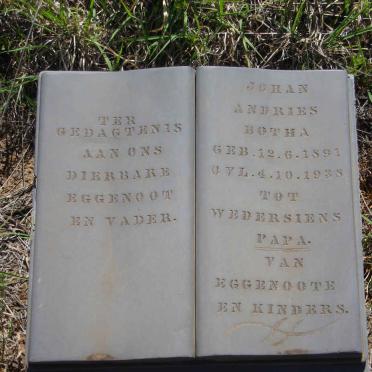 TER
GEDAGTENIS
AAN ONS
DIERBARE
EGGENOOT
EN VADER.
JOHAN
ANDRIES
BOTHA
GEB. 12.6.1891
OVL. 4.10.1938
TOT
WEDERSIENS
PAPA.
VAN
EGGENOOTE
EN KINDERS.